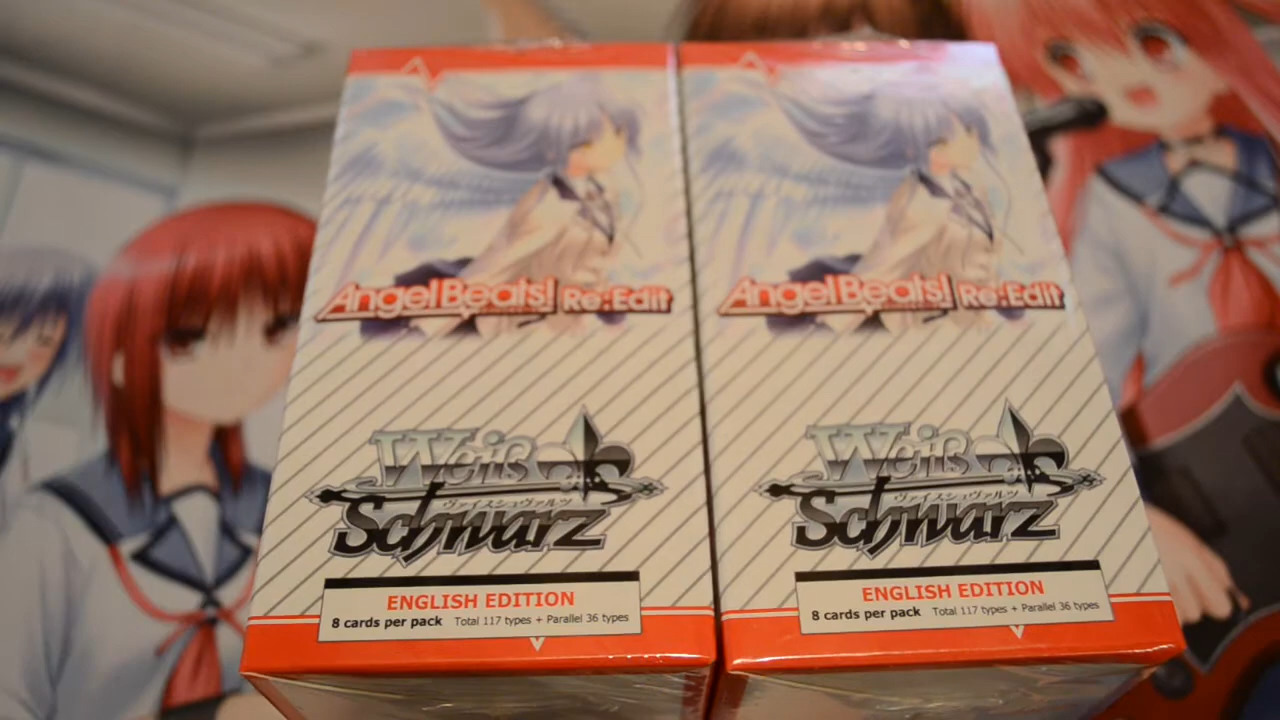 Angel Beats! Re:Edit
Weiß
ヴァイスシュヴァルツ
Schwarz
ENGLISH EDITION
8 cards per pack Total 117 types + Parallel 36 types
Angel Beats! Re:Edit
Weiß
ヴァイスシュヴァルツ
Schwarz
ENGLISH EDITION
8 cards per pack Total 117 types + Parallel 36 types